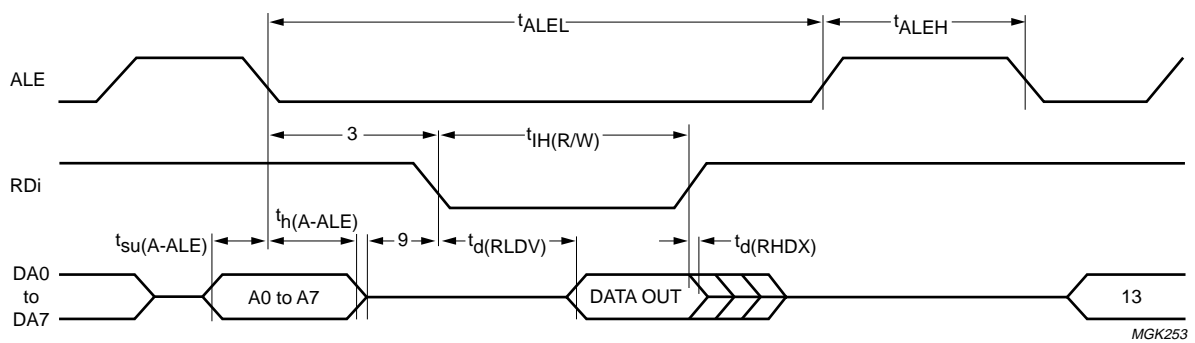 tALEL
tALEH
ALE
3
tIH(R/W)
RDi
th(A-ALE)
tsu(A-ALE)
9
td(RLDV)
td(RHDX)
DA0
to
DA7
A0 to A7
DATA OUT
13
MGK253